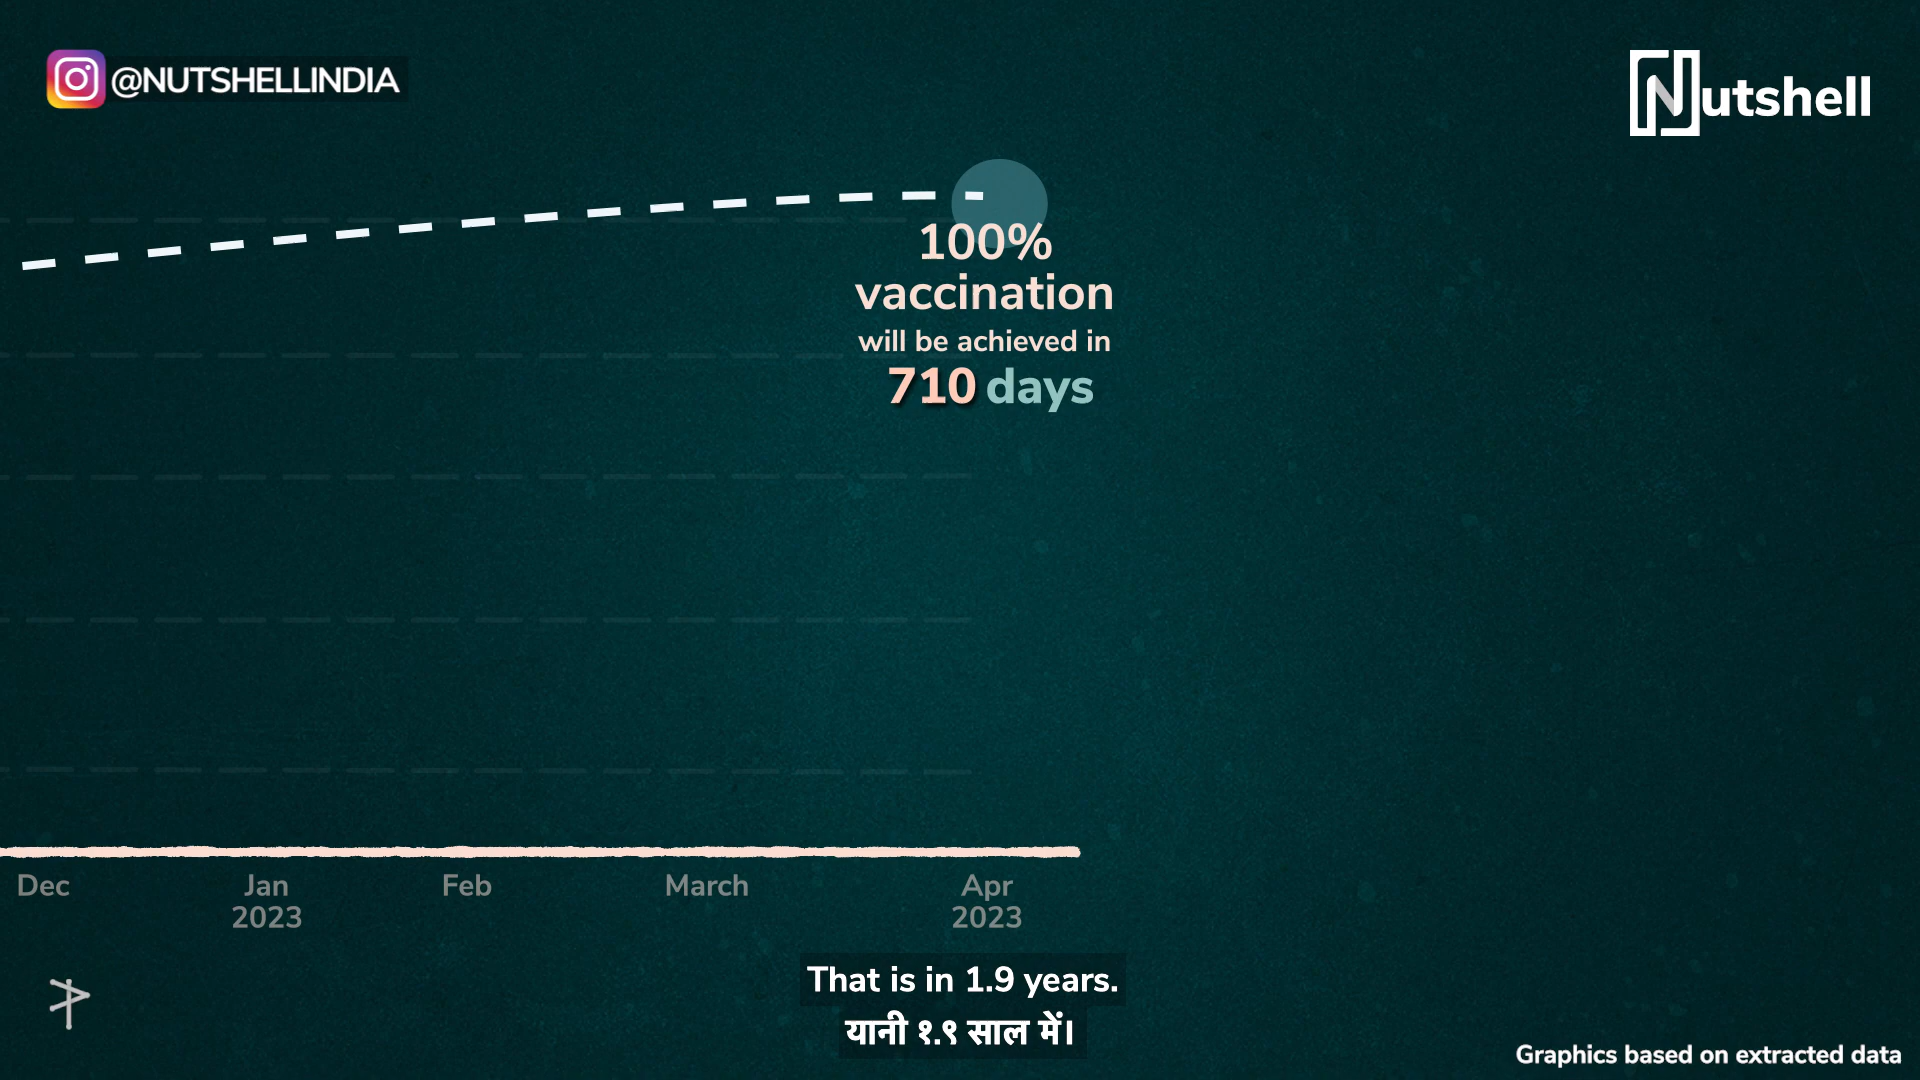 @NUTSHELLINDIA
Nutshell
100%
vaccination
will be achieved in
710 days
Dec
Jan
2023
Feb
March
Apr
2023
That is in 1.9 years.
यानी १.९ साल में।
Graphics based on extracted data